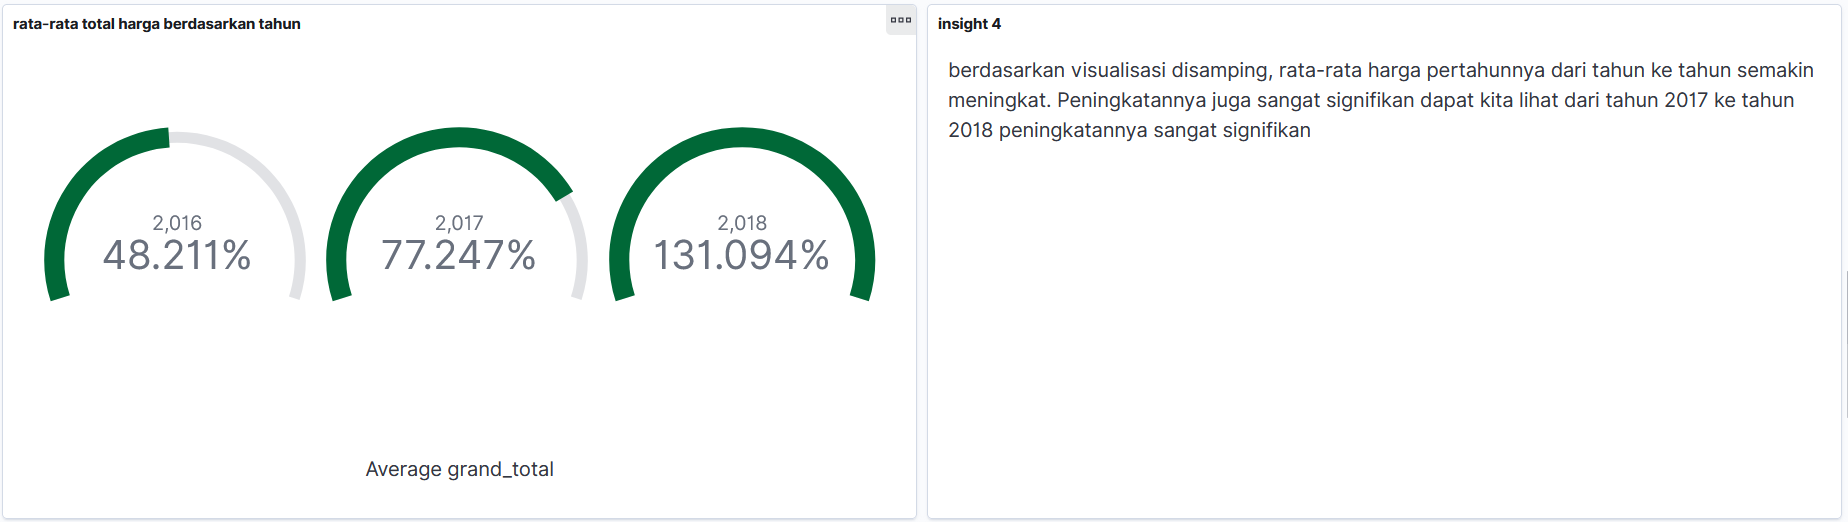 rata-rata total harga berdasarkan tahun
2,016
48.211%
2,017
77.247%
2,018
131.094%
Average grand_total
insight 4
berdasarkan visualisasi disamping, rata-rata harga pertahunnya dari tahun ke tahun semakin
meningkat. Peningkatannya juga sangat signifikan dapat kita lihat dari tahun 2017 ke tahun
2018 peningkatannya sangat signifikan